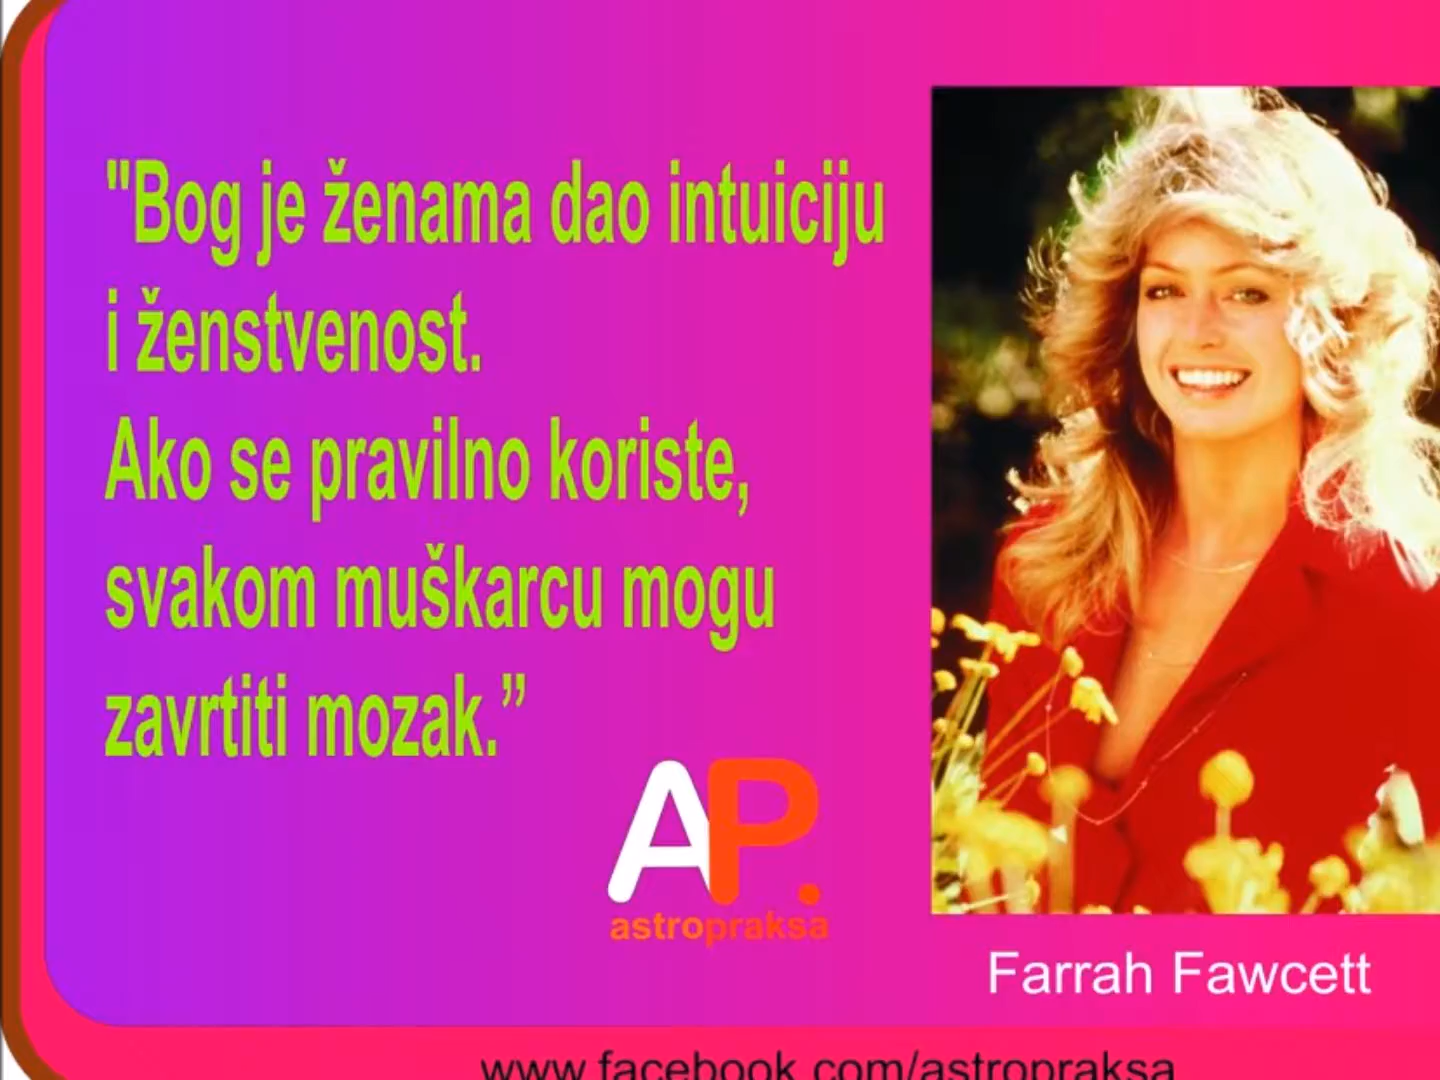 "Bog je ženama dao intuiciju
i ženstvenost.
Ako se pravilno koriste,
svakom muškarcu mogu
zavrtiti mozak.”
AP.
astropraksa
Farrah Fawcett
www.facebook.com/astropraksa